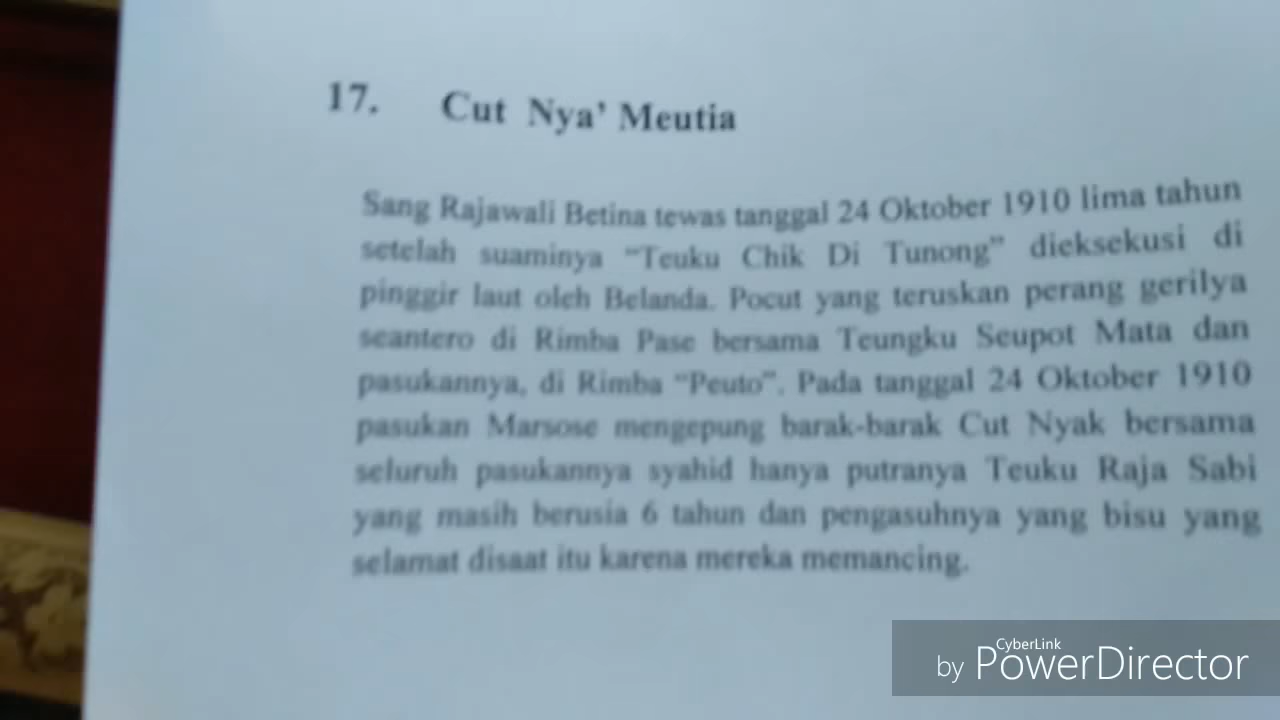 17. Cut Nya' Meutia
Sang Rajawali Betina tewas tanggal 24 Oktober 1910 lima tahun
setelah suaminya “Teuku Chik Di Tunong” dieksekusi di
pinggir laut oleh Belanda. Pocut yang teruskan perang gerilya
seantero di Rimba Pase bersama Teungku Seupot Mata dan
pasukannya, di Rimba “Peuto”. Pada tanggal 24 Oktober 1910
pasukan Marsose mengepung barak-barak Cut Nyak bersama
seluruh pasukannya syahid hanya putranya Teuku Raja Sabi
yang masih berusia 6 tahun dan pengasuhnya yang bisu yang
selamat disaat itu karena mereka memancing.
CyberLink
by PowerDirector